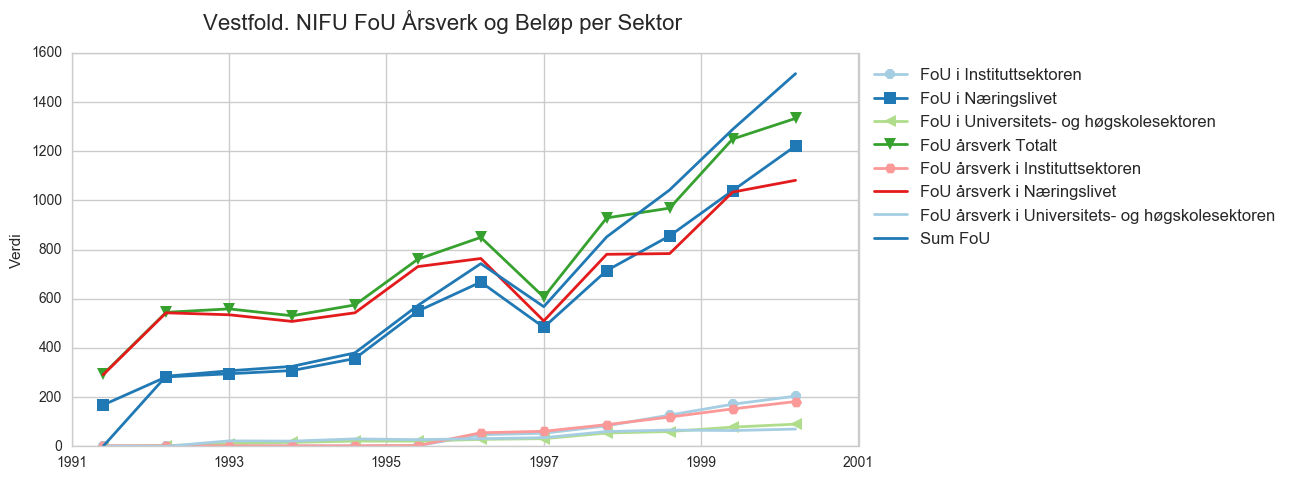 Vestfold. NIFU FoU Årsverk og Beløp per Sektor
Verdi
1600
1400
1200
1000
800
600
400
200
0
1991
1993
1995
1997
1999
2001
FoU i Instituttsektoren
FoU i Næringslivet
FoU i Universitets- og høgskolesektoren
FoU årsverk Totalt
FoU årsverk i Instituttsektoren
FoU årsverk i Næringslivet
FoU årsverk i Universitets- og høgskolesektoren
Sum FoU